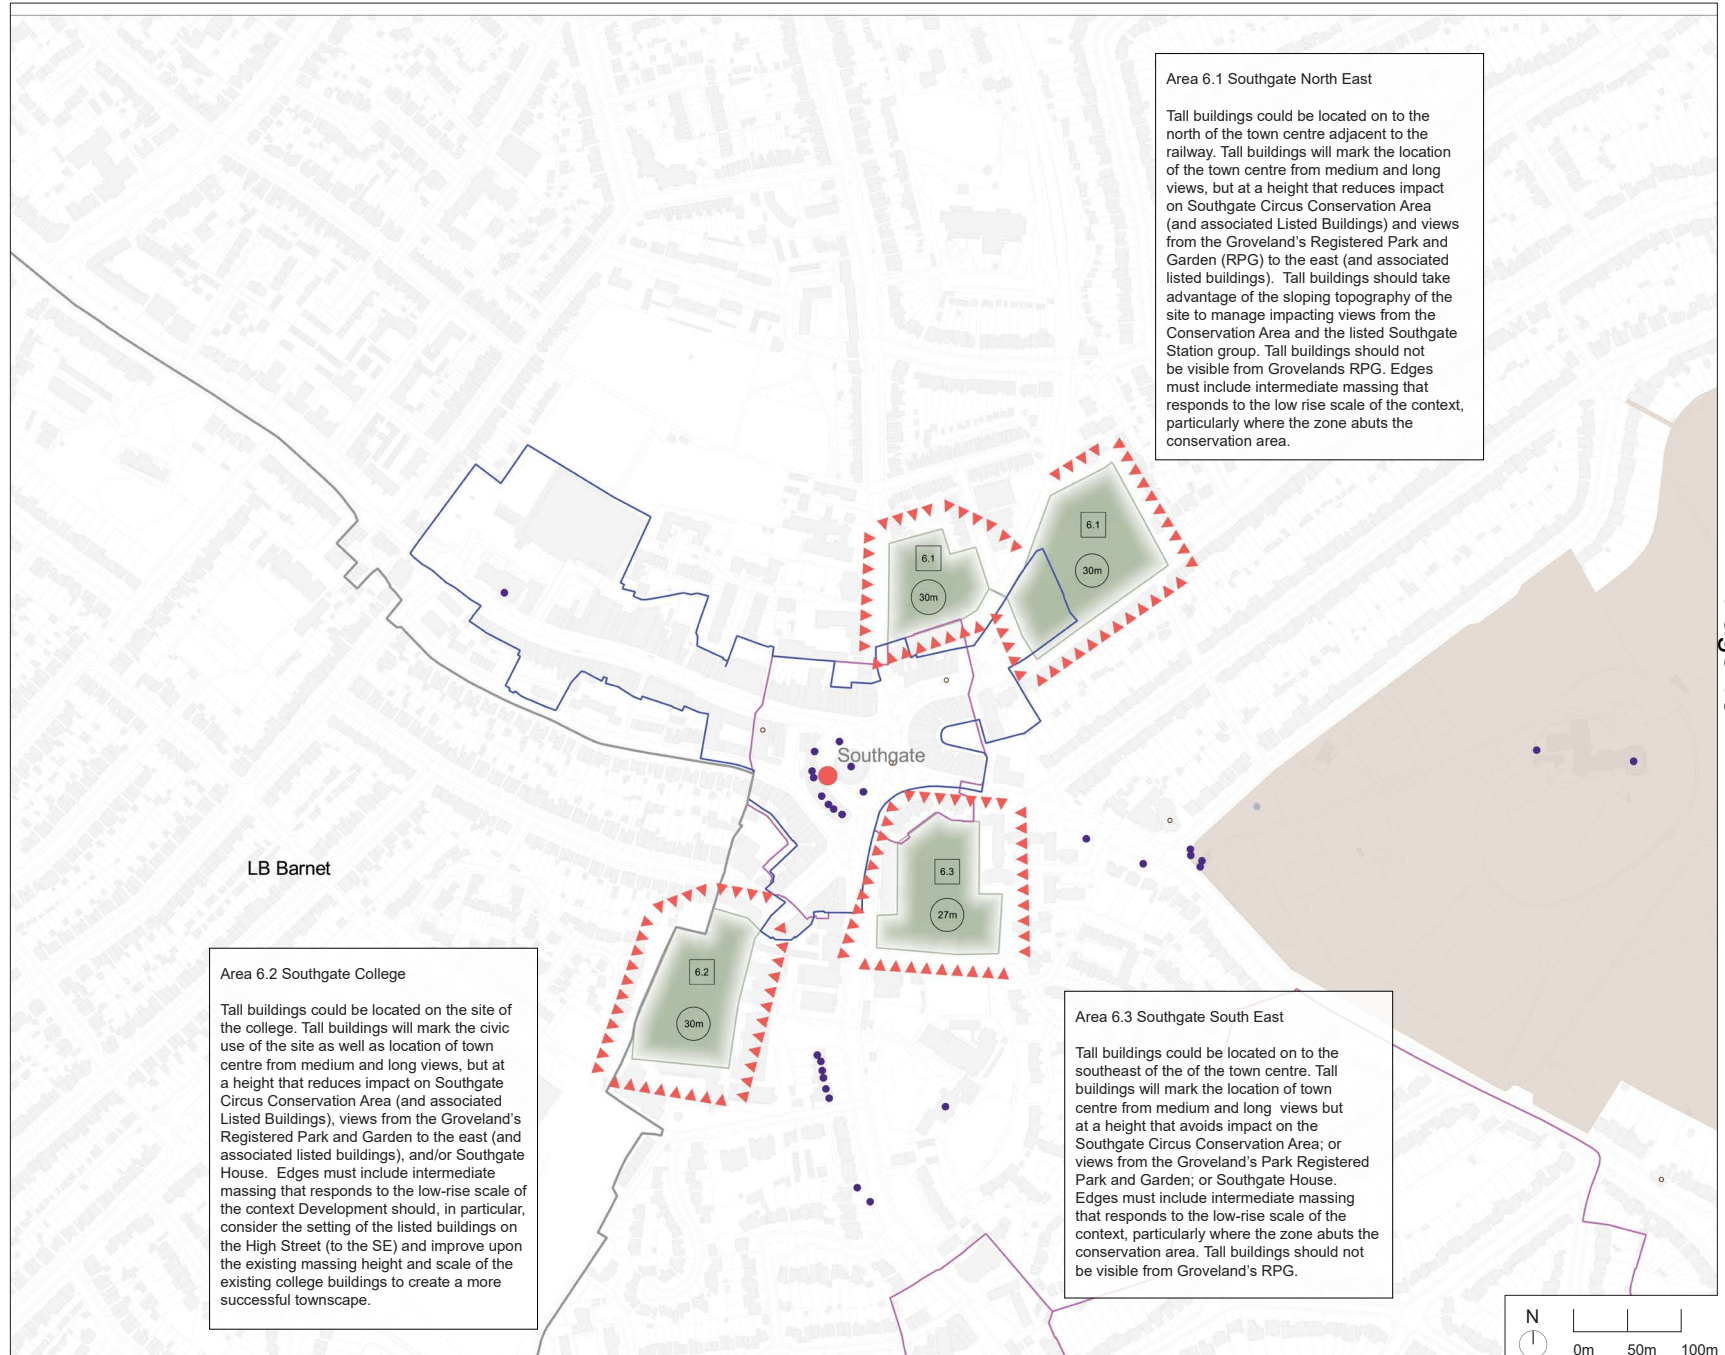 Area 6.1 Southgate North East
Tall buildings could be located on to the
north of the town centre adjacent to the
railway. Tall buildings will mark the location
of the town centre from medium and long
views, but at a height that reduces impact
on Southgate Circus Conservation Area
(and associated Listed Buildings) and views
from the Groveland's Registered Park and
Garden (RPG) to the east (and associated
listed buildings).  Tall buildings should take
advantage of the sloping topography of the
site to manage impacting views from the
Conservation Area and the listed Southgate
Station group. Tall buildings should not
be visible from Grovelands RPG. Edges
must include intermediate massing that
responds to the low rise scale of the context,
particularly where the zone abuts the
conservation area.
6.1
30m
6.1
30m
Southgate
LB Barnet
6.3
27m
6.2
30m
Area 6.2 Southgate College
Tall buildings could be located on the site of
the college. Tall buildings will mark the civic
use of the site as well as location of town
centre from medium and long views, but at
a height that reduces impact on Southgate
Circus Conservation Area (and associated
Listed Buildings), views from the Groveland's
Registered Park and Garden to the east (and
associated listed buildings), and/or Southgate
House.  Edges must include intermediate
massing that responds to the low-rise scale of
the context Development should, in particular,
consider the setting of the listed buildings on
the High Street (to the SE) and improve upon
the existing massing height and scale of the
existing college buildings to create a more
successful townscape.
Area 6.3 Southgate South East
Tall buildings could be located on to the
southeast of the of the town centre. Tall
buildings will mark the location of town
centre from medium and long  views but
at a height that avoids impact on the
Southgate Circus Conservation Area; or
views from the Groveland's Park Registered
Park and Garden; or Southgate House.
Edges must include intermediate massing
that responds to the low-rise scale of the
context, particularly where the zone abuts the
conservation area. Tall buildings should not
be visible from Groveland's RPG.
N
0m 50m 100m